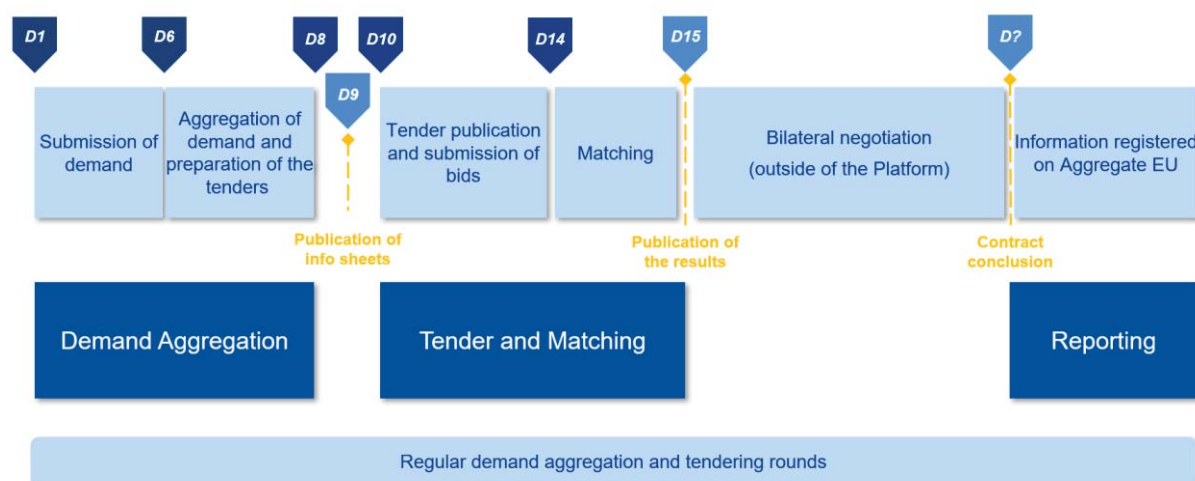 D1
D6
D8
D9
D10
D14
D15
D?
Submission of
demand
Aggregation of
demand and
preparation of the
tenders
Tender publication
and submission of
bids
Matching
Bilateral negotiation
(outside of the Platform)
Information registered
on Aggregate EU
Publication of
info sheets
Publication of
the results
Contract
conclusion
Demand Aggregation
Tender and Matching
Reporting
Regular demand aggregation and tendering rounds